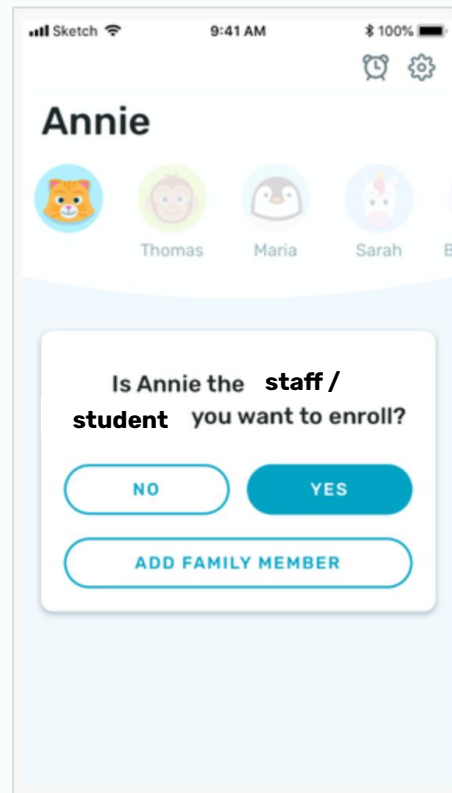 Sketch 9:41 AM 100%
Annie
Thomas Maria Sarah B
Is Annie the staff /
student you want to enroll?
NO YES
ADD FAMILY MEMBER